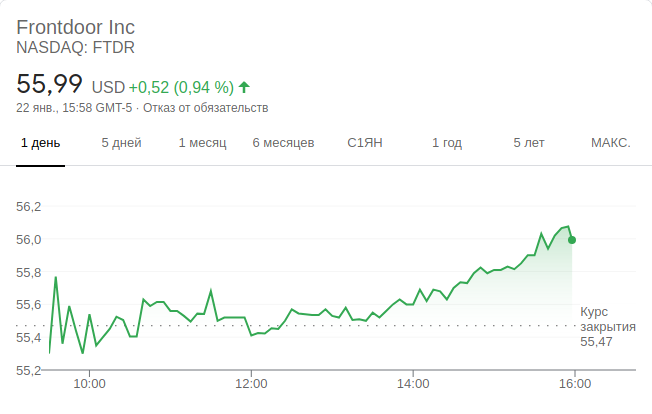 Frontdoor Inc
NASDAQ: FTDR
55,99 USD +0,52 (0,94 %)
22 янв., 15:58 GMT-5 · Отказ от обязательств
1 день 5 дней 1 месяц 6 месяцев С1ЯН 1 год 5 лет МАКС.
56,2
56,0
55,8
55,6
55,4
55,2
Курс
закрытия
55,47
10:00 12:00 14:00 16:00